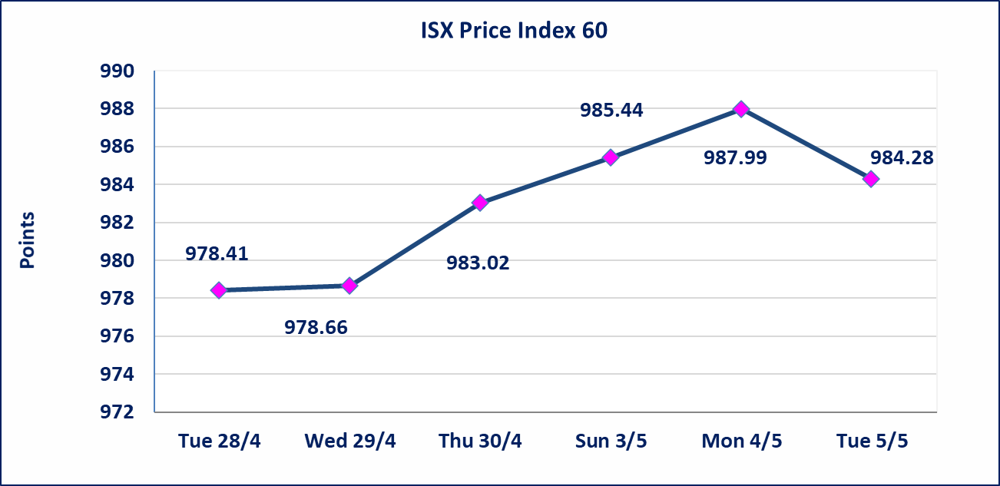 ISX Price Index 60
990
988
986
984
982
980
978
976
974
972
Points
978.41
978.66
983.02
985.44
987.99
984.28
Tue 28/4
Wed 29/4
Thu 30/4
Sun 3/5
Mon 4/5
Tue 5/5